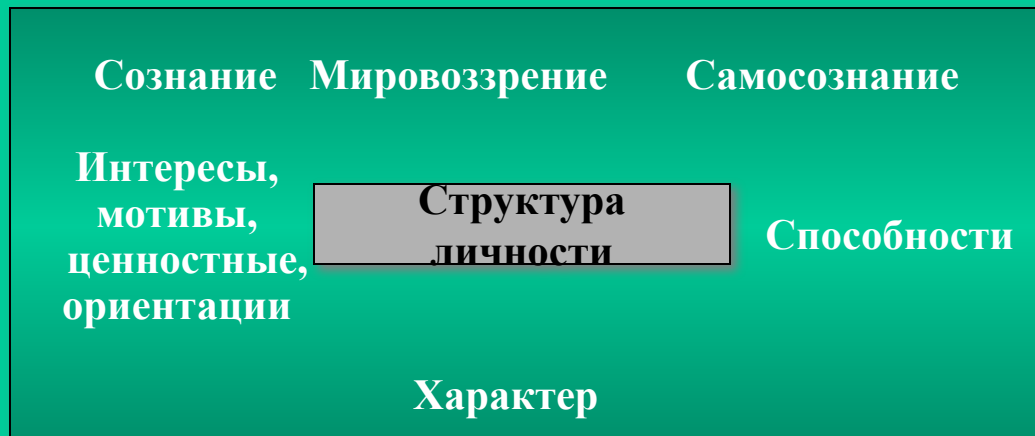 Сознание Мировоззрение Самосознание
Интересы,
мотивы,
ценностные,
ориентации
Структура
личности
Способности
Характер